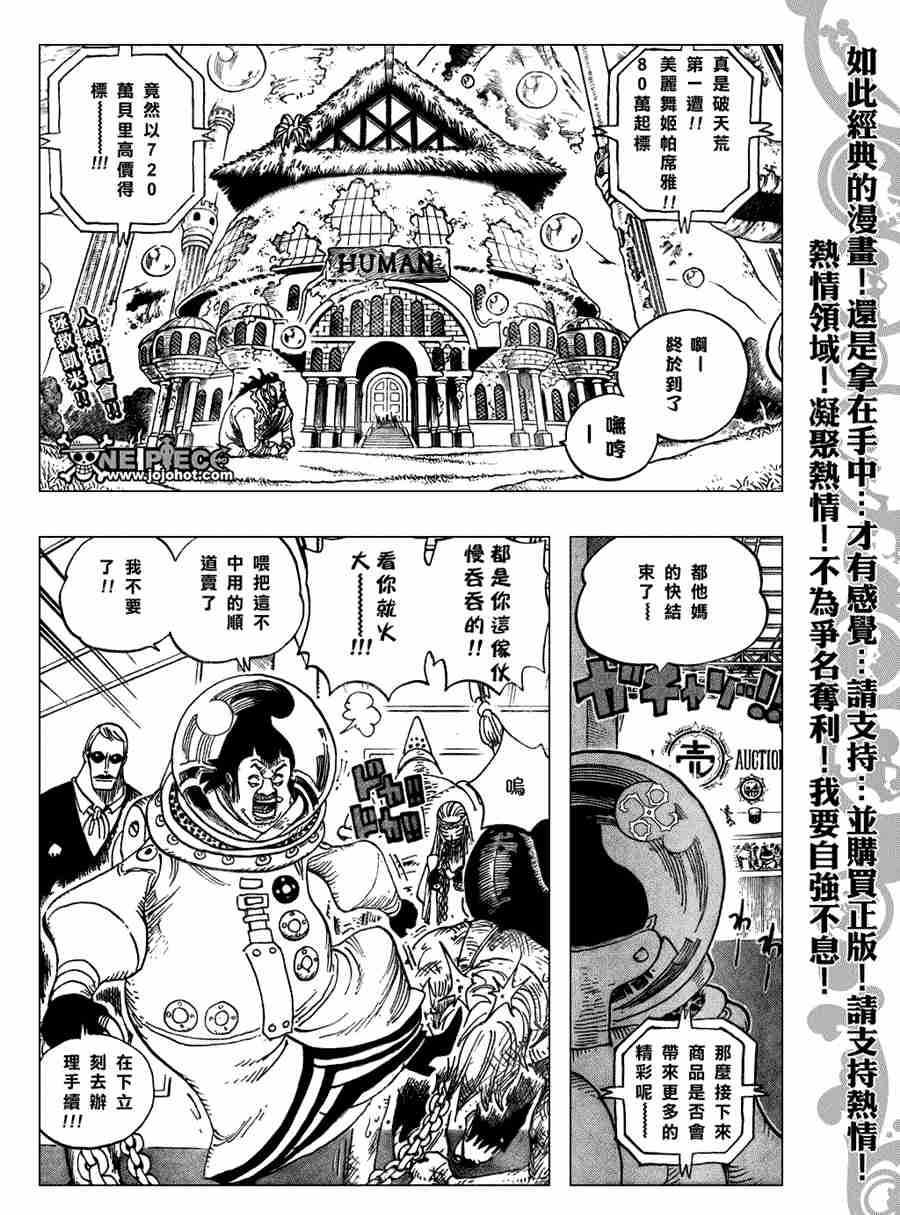 如此經典的漫畫！還是拿在手中…才有感覺…請支持…並購買正版！請支持熱情！
熱情領域！凝聚熱情！不為爭名奪利！我要自強不息！
真是破天荒
第一遭！
美麗舞姬帕席雅！！
80萬起標
竟然以720
萬貝里高價得
標——!!!
HUMAN
啊—
終於到了
嘸哼
—
人類拍賣會!!
拯救凱米!!
ONE PIECE
www.jojohot.com
都他媽
的快結
束了~
ガチャッ!!
売
AUCTION
わ
わ
那麼接下來
商品是否會
帶來更多的
精彩呢——
都是你這傢伙
慢吞吞的!!
看你就火
大——!!!
喂把這不
中用的順
道賣了
我不要
了!!
嗚
在下立
刻去辦
理手續!!!